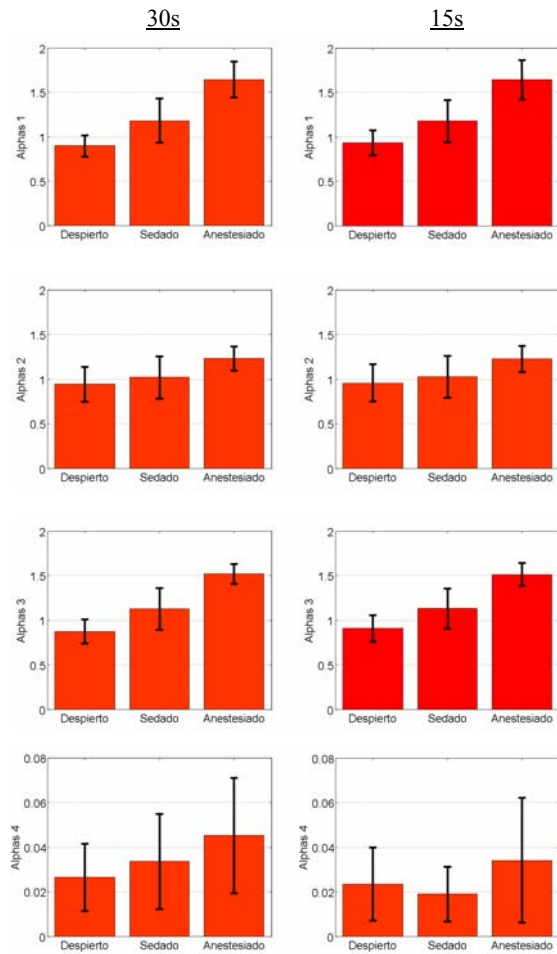 30s 15s
2 2
1.5 1.5
1 1
0.5 0.5
0 0
Alphas 1 Alphas 1
Despierto Sedado Anestesiado Despierto Sedado Anestesiado
2 2
1.5 1.5
1 1
0.5 0.5
0 0
Alphas 2 Alphas 2
Despierto Sedado Anestesiado Despierto Sedado Anestesiado
2 2
1.5 1.5
1 1
0.5 0.5
0 0
Alphas 3 Alphas 3
Despierto Sedado Anestesiado Despierto Sedado Anestesiado
0.08 0.08
0.06 0.06
0.04 0.04
0.02 0.02
0 0
Alphas 4 Alphas 4
Despierto Sedado Anestesiado Despierto Sedado Anestesiado